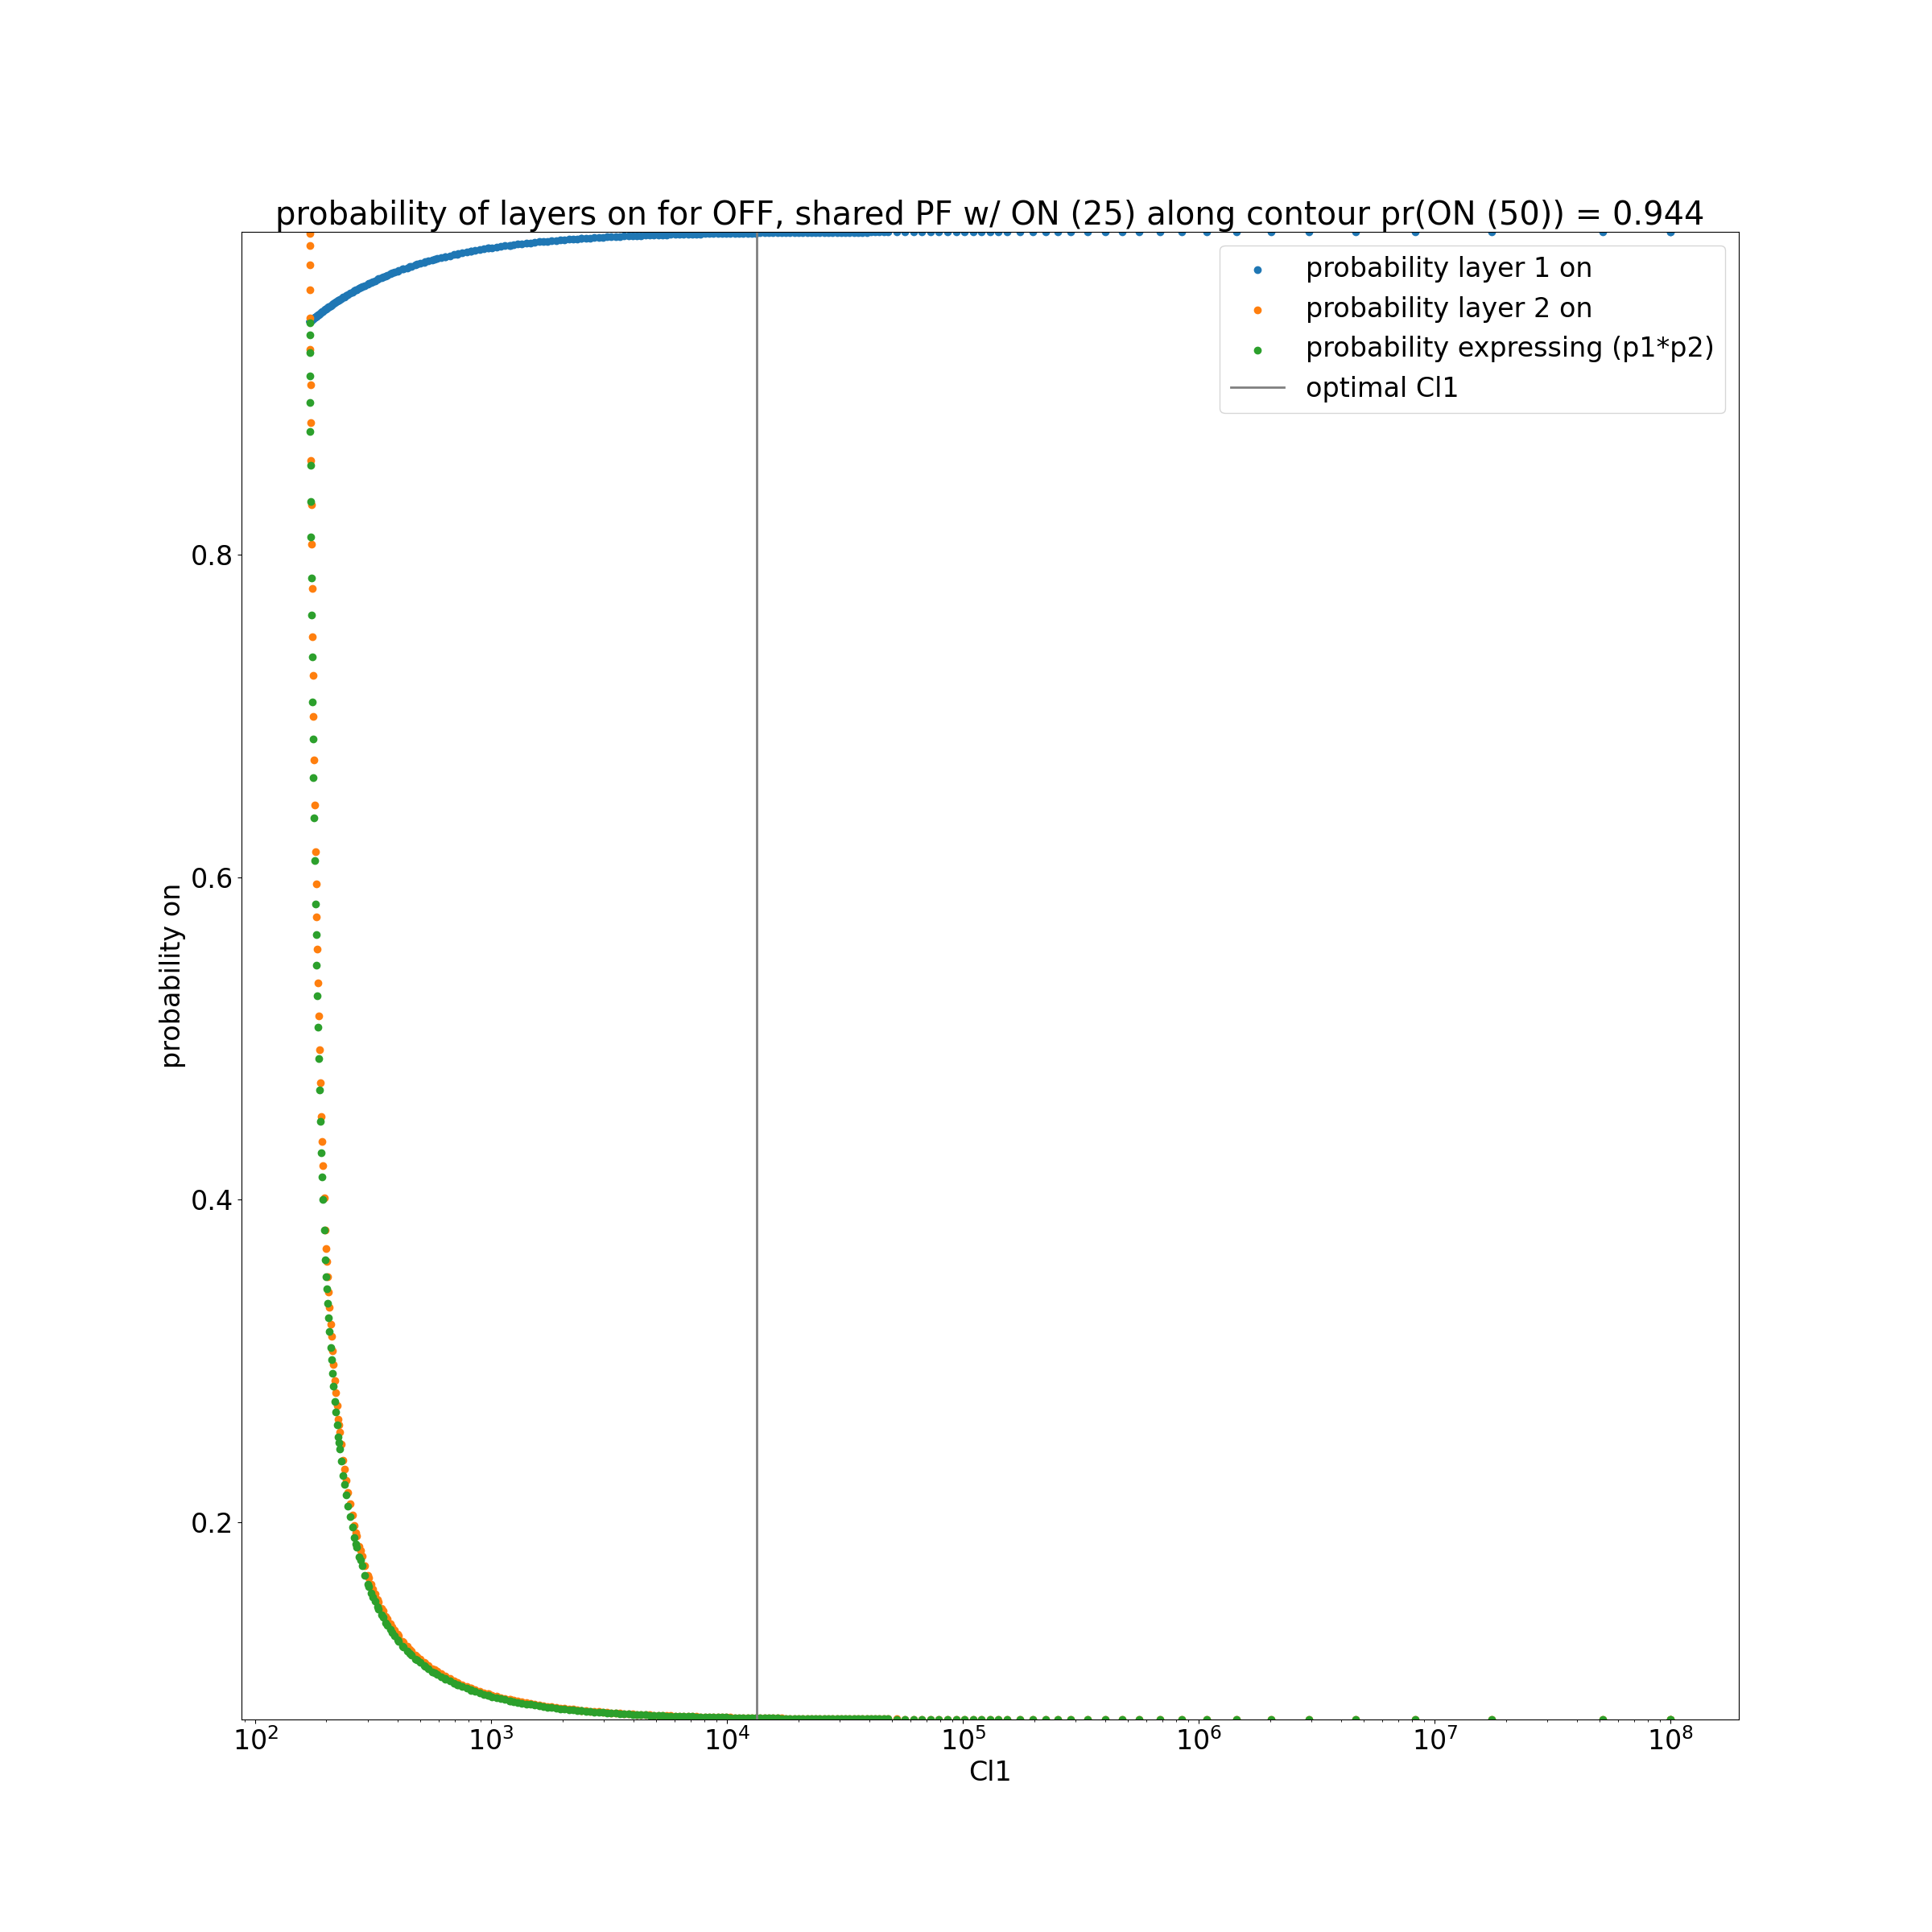 probability of layers on for OFF, shared PF w/ ON (25) along contour pr(ON (50)) = 0.944
probability layer 1 on
probability layer 2 on
probability expressing (p1*p2)
optimal Cl1
0.8
0.6
0.4
0.2
probability on
10² 10³ 10⁴ 10⁵ 10⁶ 10⁷ 10⁸
Cl1